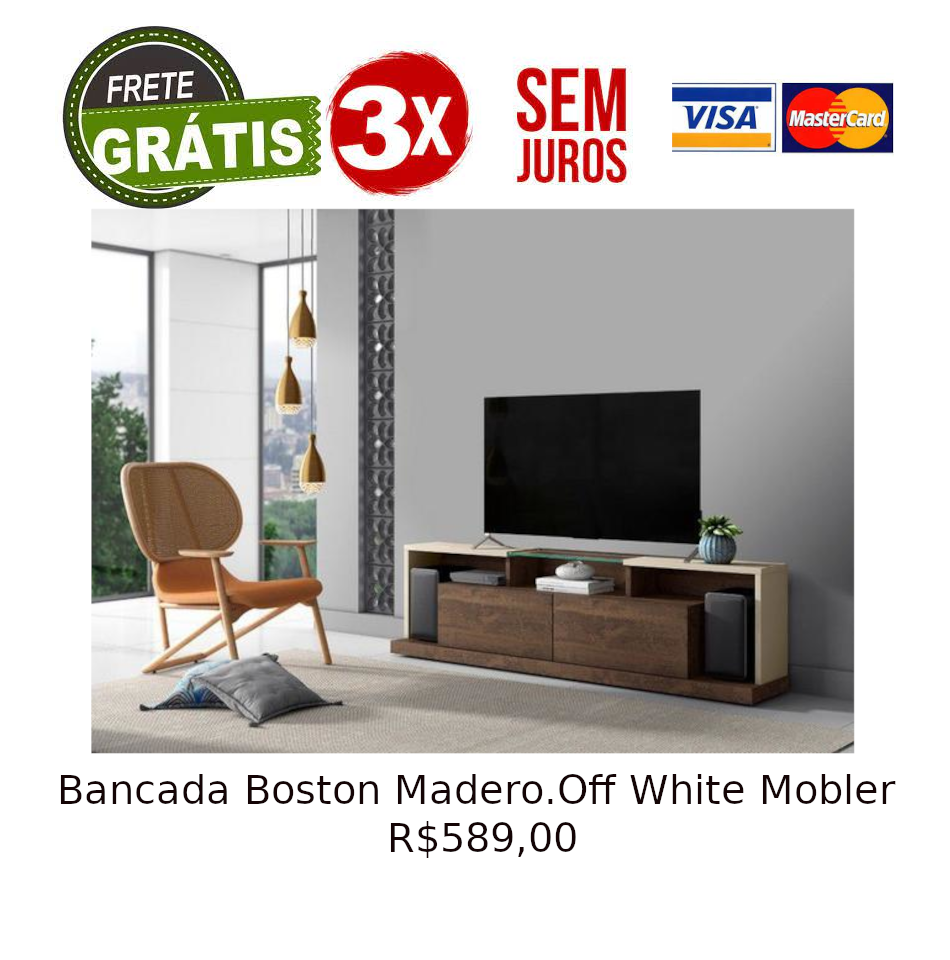 FRETE
GRÁTIS
3X
SEM
JUROS
VISA
MasterCard
Bancada Boston Madero.Off White Mobler
R$589,00